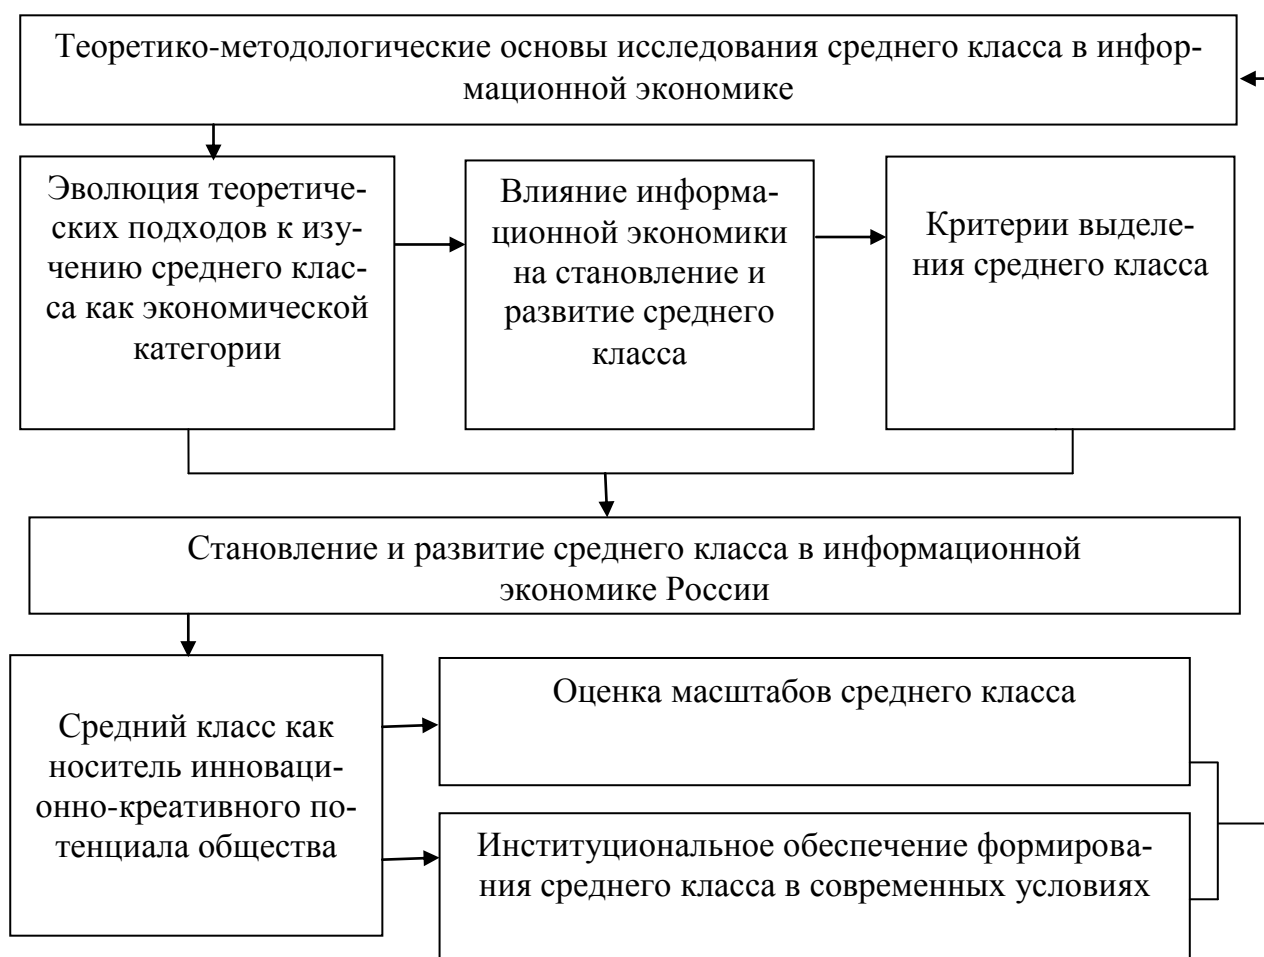 Теоретико-методологические основы исследования среднего класса в инфор-
мационной экономике
Эволюция теоретиче-
ских подходов к изу-
чению среднего клас-
са как экономической
категории
Влияние информа-
ционной экономики
на становление и
развитие среднего
класса
Критерии выделе-
ния среднего класса
Становление и развитие среднего класса в информационной
экономике России
Средний класс как
носитель инноваци-
онно-креативного по-
тенциала общества
Оценка масштабов среднего класса
Институциональное обеспечение формирова-
ния среднего класса в современных условиях